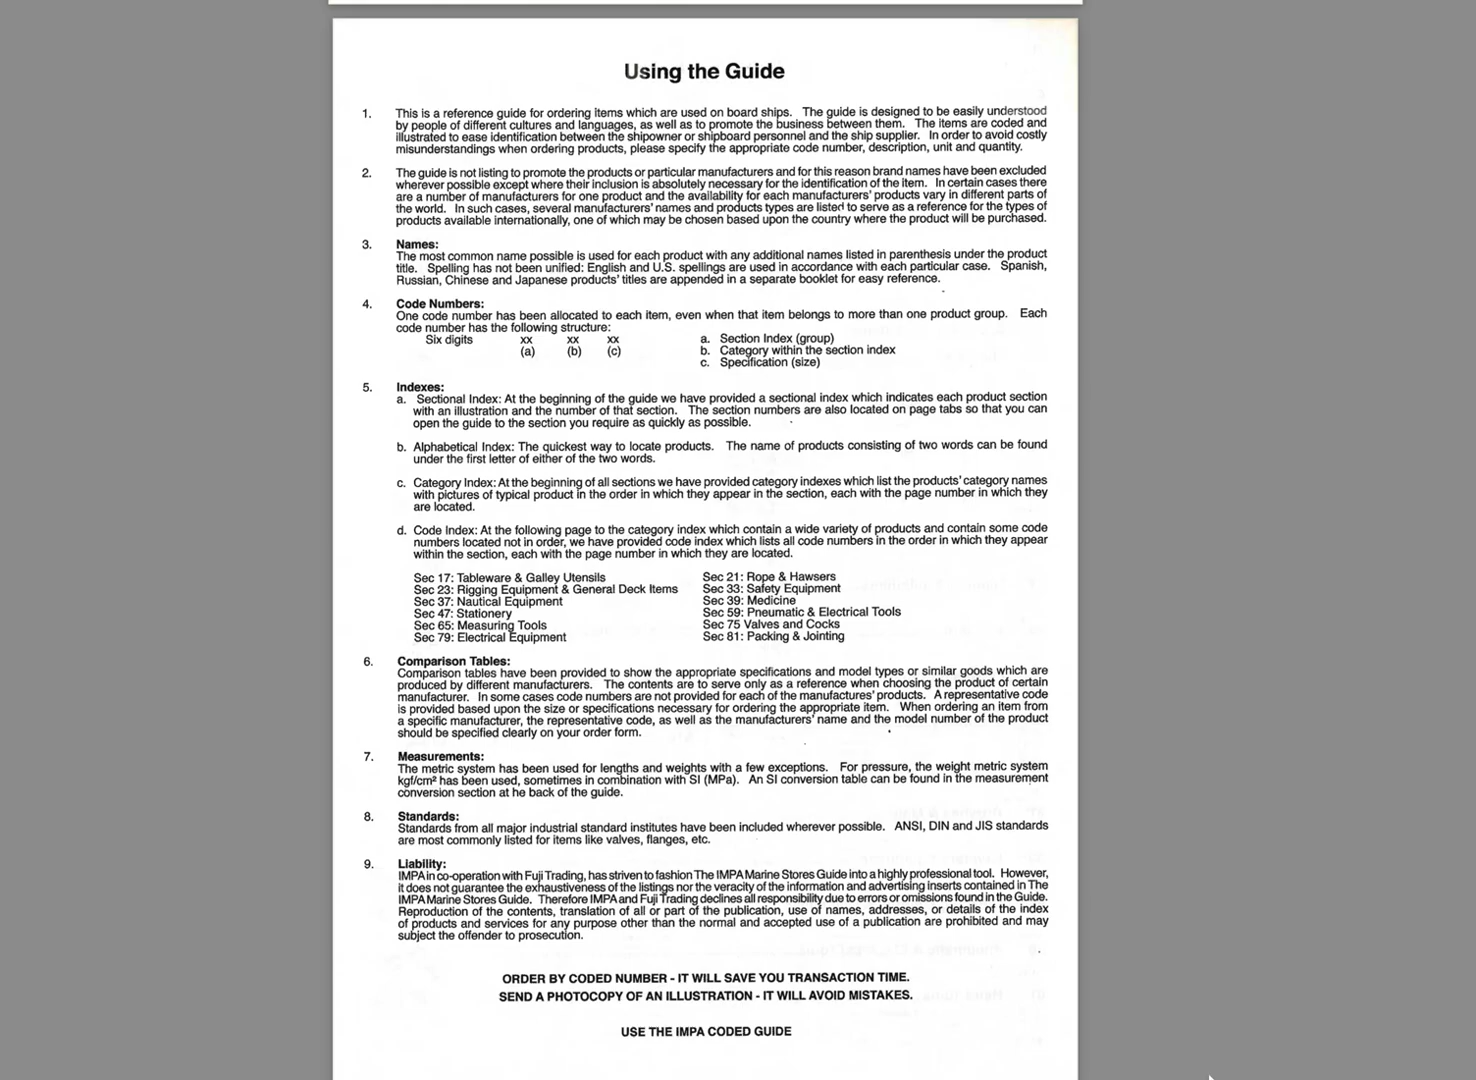 Using the Guide
1. This is a reference guide for ordering items which are used on board ships. The guide is designed to be easily understood
by people of different cultures and languages, as well as to promote the business between them. The items are coded and
illustrated to ease identification between the shipowner or shipboard personnel and the ship supplier. In order to avoid costly
misunderstandings when ordering products, please specify the appropriate code number, description, unit and quantity.
2. The guide is not listing to promote the products or particular manufacturers and for this reason brand names have been excluded
wherever possible except where their inclusion is absolutely necessary for the identification of the item. In certain cases there
are a number of manufacturers for one product and the availability for each manufacturers' products vary in different parts of
the world. In such cases, several manufacturers' names and products types are listed to serve as a reference for the types of
products available internationally, one of which may be chosen based upon the country where the product will be purchased.
3. Names:
The most common name possible is used for each product with any additional names listed in parenthesis under the product
title. Spelling has not been unified: English and U.S. spellings are used in accordance with each particular case. Spanish,
Russian, Chinese and Japanese products' titles are appended in a separate booklet for easy reference.
4. Code Numbers:
One code number has been allocated to each item, even when that item belongs to more than one product group. Each
code number has the following structure:
Six digits xx xx xx a. Section Index (group)
(a) (b) (c) b. Category within the section index
c. Specification (size)
5. Indexes:
a. Sectional Index: At the beginning of the guide we have provided a sectional index which indicates each product section
with an illustration and the number of that section. The section numbers are also located on page tabs so that you can
open the guide to the section you require as quickly as possible.
b. Alphabetical Index: The quickest way to locate products. The name of products consisting of two words can be found
under the first letter of either of the two words.
c. Category Index: At the beginning of all sections we have provided category indexes which list the products' category names
with pictures of typical product in the order in which they appear in the section, each with the page number in which they
are located.
d. Code Index: At the following page to the category index which contain a wide variety of products and contain some code
numbers located not in order, we have provided code index which lists all code numbers in the order in which they appear
within the section, each with the page number in which they are located.
Sec 17: Tableware & Galley Utensils Sec 21: Rope & Hawsers
Sec 23: Rigging Equipment & General Deck Items Sec 33: Safety Equipment
Sec 37: Nautical Equipment Sec 39: Medicine
Sec 47: Stationery Sec 59: Pneumatic & Electrical Tools
Sec 65: Measuring Tools Sec 75 Valves and Cocks
Sec 79: Electrical Equipment Sec 81: Packing & Jointing
6. Comparison Tables:
Comparison tables have been provided to show the appropriate specifications and model types or similar goods which are
produced by different manufacturers. The contents are to serve only as a reference when choosing the product of certain
manufacturer. In some cases code numbers are not provided for each of the manufactures' products. A representative code
is provided based upon the size or specifications necessary for ordering the appropriate item. When ordering an item from
a specific manufacturer, the representative code, as well as the manufacturers' name and the model number of the product
should be specified clearly on your order form.
7. Measurements:
The metric system has been used for lengths and weights with a few exceptions. For pressure, the weight metric system
kgf/cm² has been used, sometimes in combination with SI (MPa). An SI conversion table can be found in the measurement
conversion section at he back of the guide.
8. Standards:
Standards from all major industrial standard institutes have been included wherever possible. ANSI, DIN and JIS standards
are most commonly listed for items like valves, flanges, etc.
9. Liability:
IMPA in co-operation with Fuji Trading, has striven to fashion The IMPA Marine Stores Guide into a highly professional tool. However,
it does not guarantee the exhaustiveness of the listings nor the veracity of the information and advertising inserts contained in The
IMPA Marine Stores Guide. Therefore IMPA and Fuji Trading declines all responsibility due to errors or omissions found in the Guide.
Reproduction of the contents, translation of all or part of the publication, use of names, addresses, or details of the index
of products and services for any purpose other than the normal and accepted use of a publication are prohibited and may
subject the offender to prosecution.
ORDER BY CODED NUMBER - IT WILL SAVE YOU TRANSACTION TIME.
SEND A PHOTOCOPY OF AN ILLUSTRATION - IT WILL AVOID MISTAKES.
USE THE IMPA CODED GUIDE